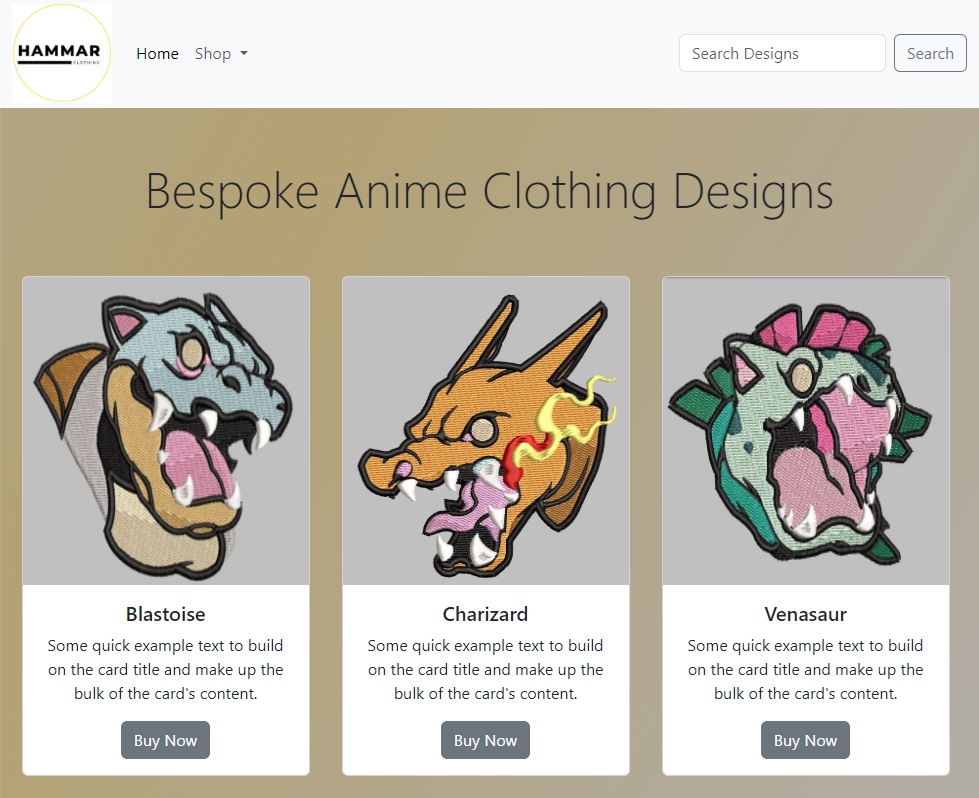 HAMMAR
CLOTHING
Home Shop Search Designs Search
Bespoke Anime Clothing Designs
Blastoise
Some quick example text to build
on the card title and make up the
bulk of the card's content.
Buy Now
Charizard
Some quick example text to build
on the card title and make up the
bulk of the card's content.
Buy Now
Venasaur
Some quick example text to build
on the card title and make up the
bulk of the card's content.
Buy Now